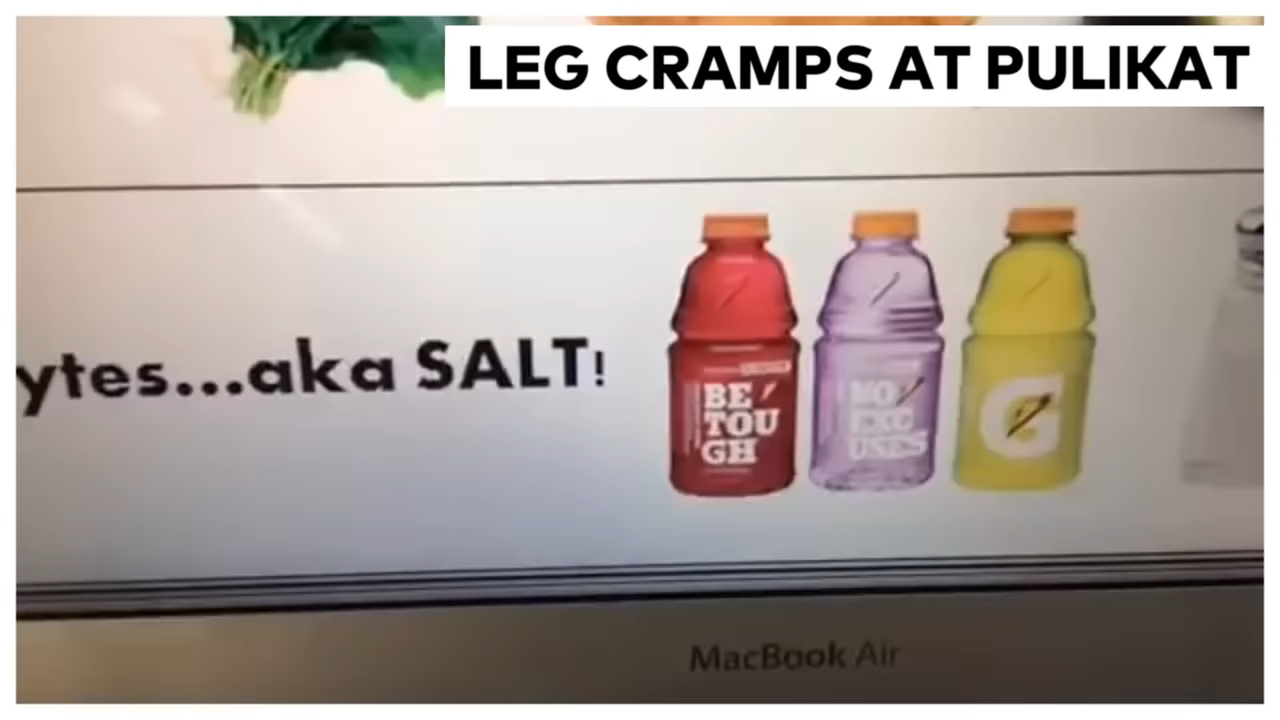 LEG CRAMPS AT PULIKAT
ytes...aka SALT!
BE
TOU
GH
NO
EXC
USES
G
MacBook Air